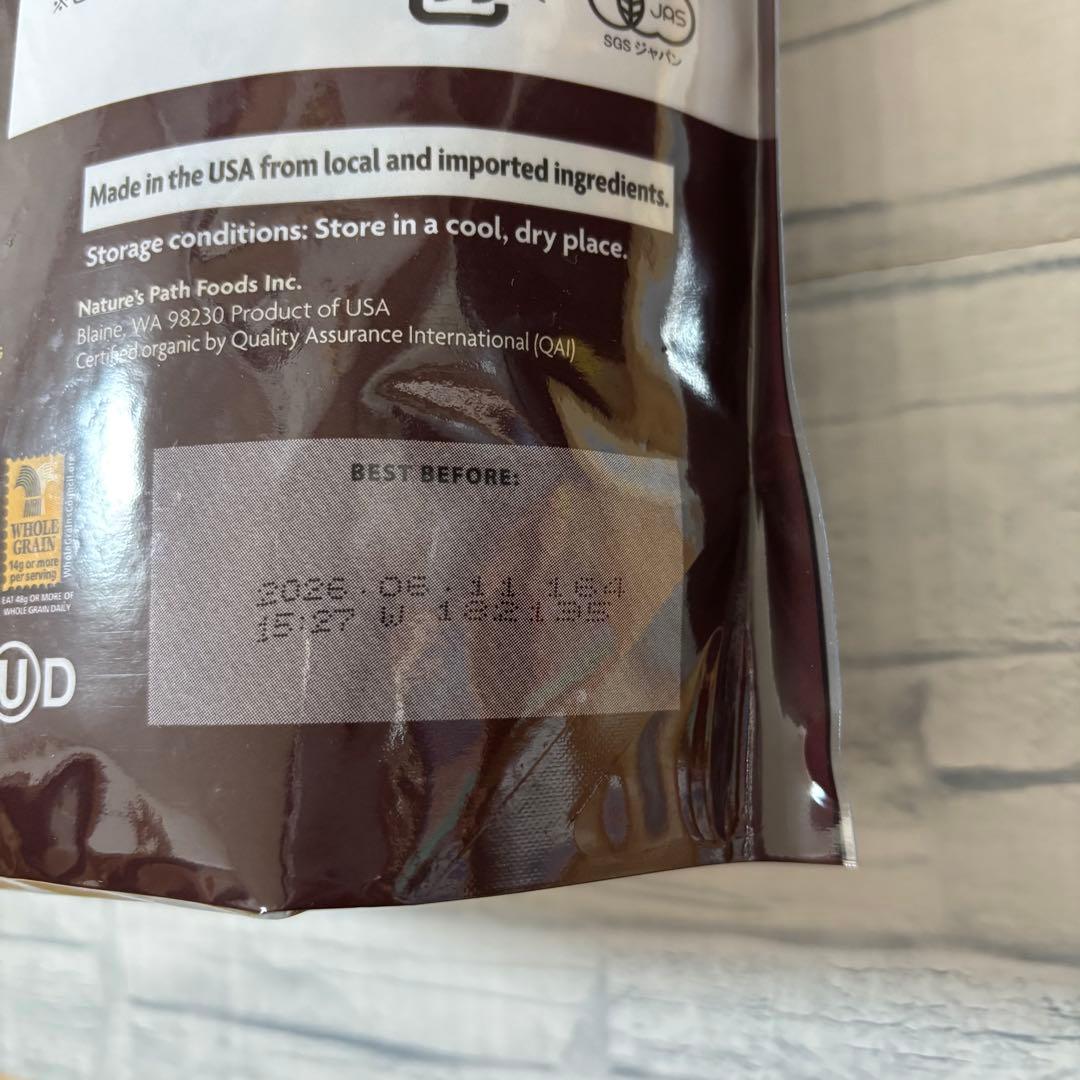 JAS
SGS ジャパン
Made in the USA from local and imported ingredients.
Storage conditions: Store in a cool, dry place.
Nature's Path Foods Inc.
Blaine, WA 98230 Product of USA
Certified organic by Quality Assurance International (QAI)
BEST BEFORE:
2026.06 11 164
15:27 W 182135
WHOLE
GRAIN
14g or more
per serving
WholeGrainsCouncil.org
EAT 48g OR MORE OF
WHOLE GRAIN DAILY
UD